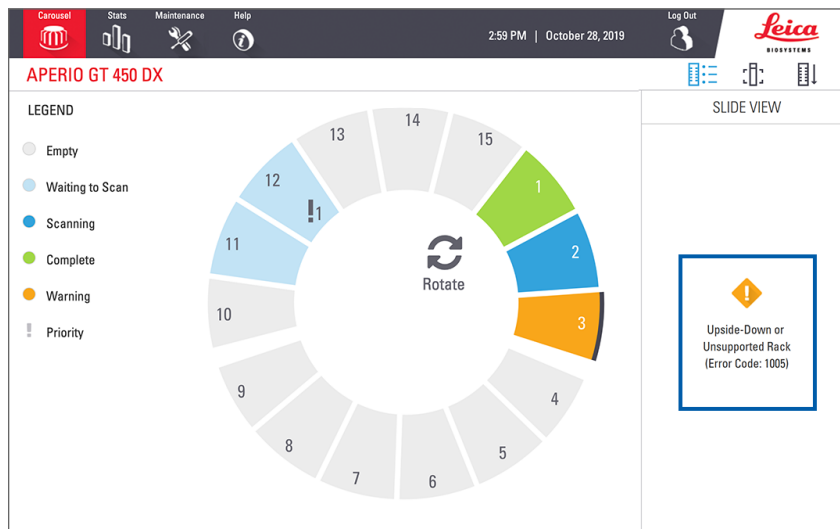 Carousel
Stats
Maintenance
Help
2:59 PM | October 28, 2019
Log Out
Leica
BIOSYSTEMS
APERIO GT 450 DX
LEGEND
Empty
Waiting to Scan
Scanning
Complete
Warning
! Priority
13
14
15
12
!1
11
10
9
8
7
6
5
4
3
2
1
Rotate
SLIDE VIEW
!
Upside-Down or
Unsupported Rack
(Error Code: 1005)